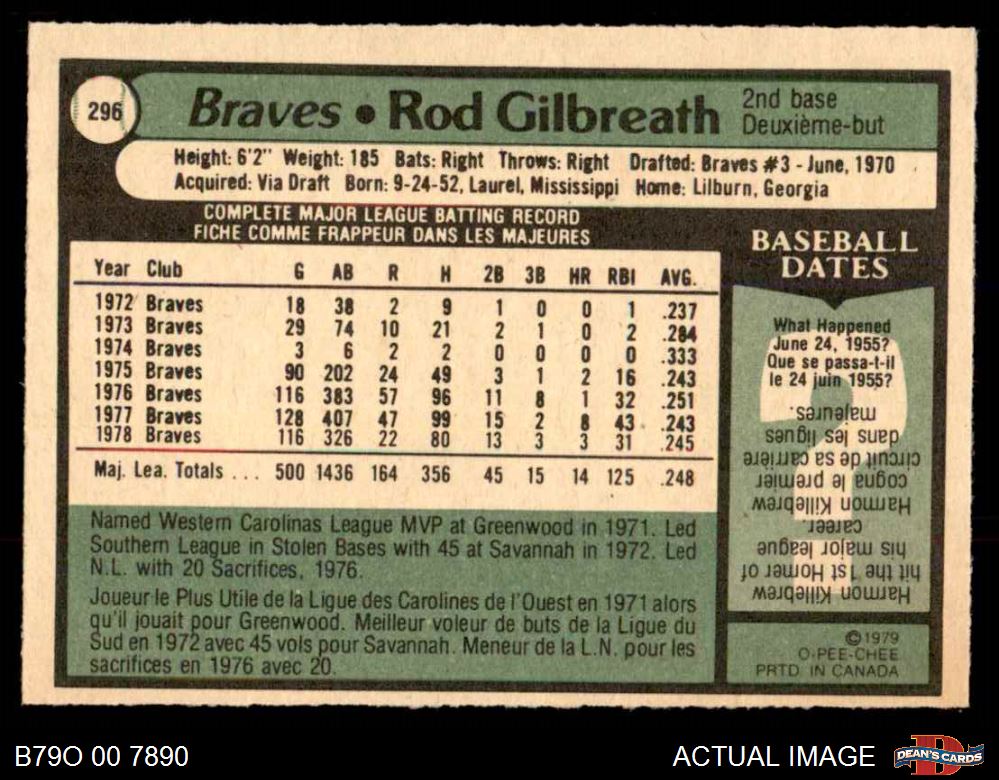 296
Braves • Rod Gilbreath
2nd base
Deuxième-but
Height: 6'2" Weight: 185 Bats: Right Throws: Right Drafted: Braves #3 - June, 1970
Acquired: Via Draft Born: 9-24-52, Laurel, Mississippi Home: Lilburn, Georgia
COMPLETE MAJOR LEAGUE BATTING RECORD
FICHE COMME FRAPPEUR DANS LES MAJEURES
Year Club G AB R H 2B 3B HR RBI AVG.
1972 Braves 18 38 2 9 1 0 0 1 .237
1973 Braves 29 74 10 21 2 1 0 2 .284
1974 Braves 3 6 2 2 0 0 0 0 .333
1975 Braves 90 202 24 49 3 1 2 16 .243
1976 Braves 116 383 57 96 11 8 1 32 .251
1977 Braves 128 407 47 99 15 2 8 43 .243
1978 Braves 116 326 22 80 13 3 3 31 .245
Maj. Lea. Totals ... 500 1436 164 356 45 15 14 125 .248
Named Western Carolinas League MVP at Greenwood in 1971. Led
Southern League in Stolen Bases with 45 at Savannah in 1972. Led
N.L. with 20 Sacrifices, 1976.
Joueur le Plus Utile de la Ligue des Carolines de l'Ouest en 1971 alors
qu'il jouait pour Greenwood. Meilleur voleur de buts de la Ligue du
Sud en 1972 avec 45 vols pour Savannah. Meneur de la L.N. pour les
sacrifices en 1976 avec 20.
BASEBALL
DATES
What Happened
June 24, 1955?
Que se passa-t-il
le 24 juin 1955?
Harmon Killebrew
hit the 1st Homer of
his major league
career.
Harmon Killebrew
cogna le premier
circuit de sa carrière
dans les ligues
majeures.
©1979
O-PEE-CHEE
PRTD. IN CANADA
B79O 00 7890
ACTUAL IMAGE
DEAN'S CARDS